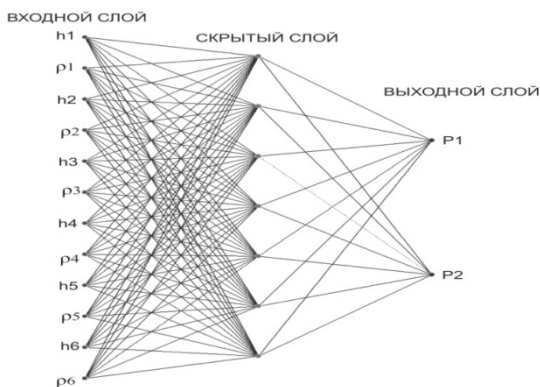 ВХОДНОЙ СЛОЙ
СКРЫТЫЙ СЛОЙ
ВЫХОДНОЙ СЛОЙ
h1
ρ1
h2
ρ2
h3
ρ3
h4
ρ4
h5
ρ5
h6
ρ6
P1
P2